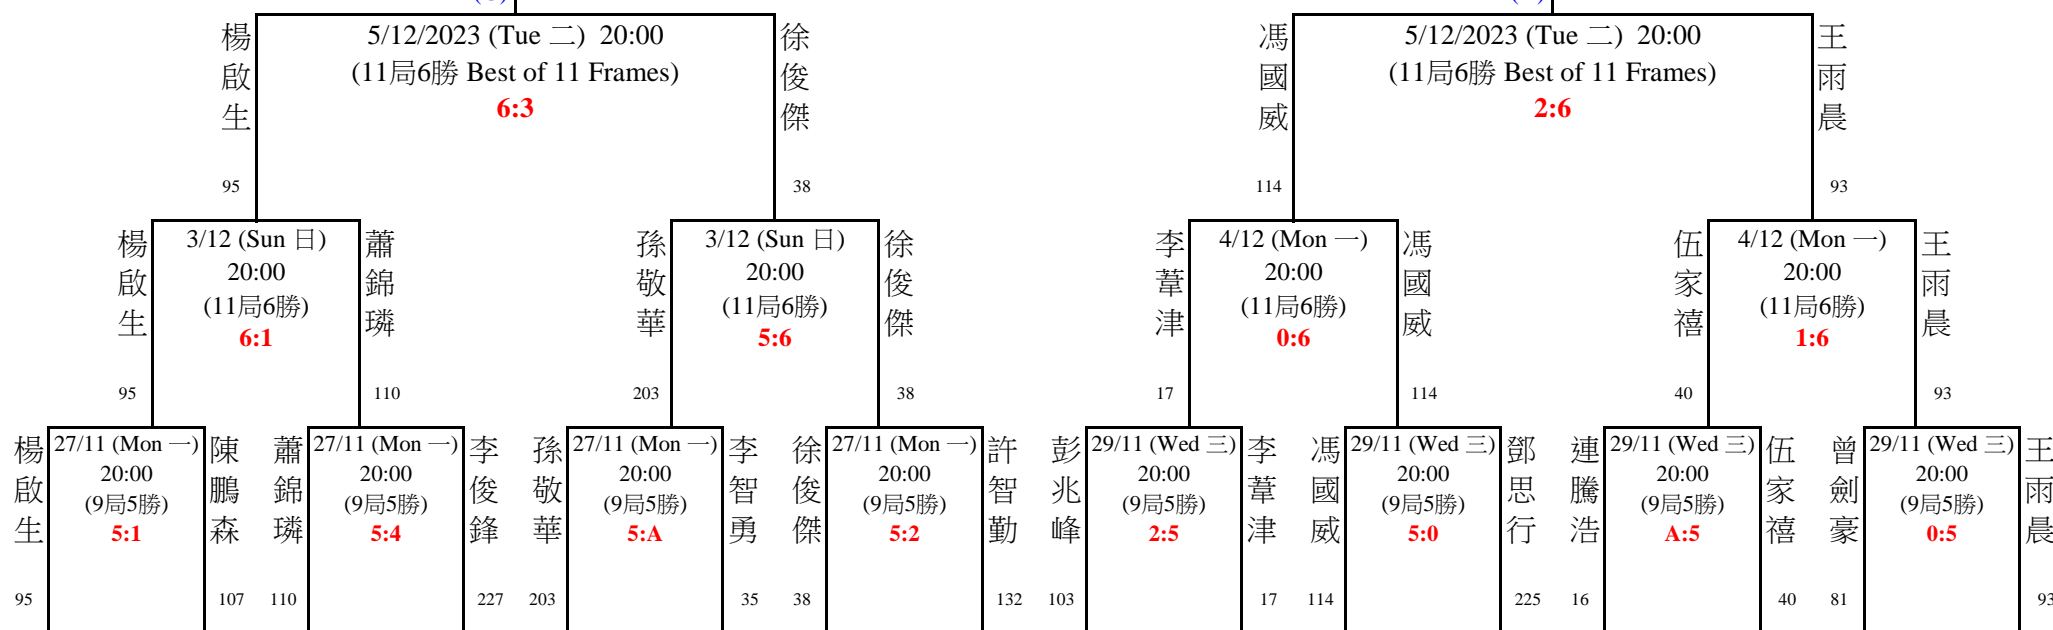 楊啟生
5/12/2023 (Tue 二) 20:00
(11局6勝 Best of 11 Frames)
6:3
徐俊傑
馮國威
5/12/2023 (Tue 二) 20:00
(11局6勝 Best of 11 Frames)
2:6
王雨晨
95
38
114
93
楊啟生
3/12 (Sun 日)
20:00
(11局6勝)
6:1
蕭錦璘
孫敬華
3/12 (Sun 日)
20:00
(11局6勝)
5:6
徐俊傑
李葦津
4/12 (Mon 一)
20:00
(11局6勝)
0:6
馮國威
伍家禧
4/12 (Mon 一)
20:00
(11局6勝)
1:6
王雨晨
95
110
203
38
17
114
40
93
楊啟生
27/11 (Mon 一)
20:00
(9局5勝)
5:1
陳鵬森
蕭錦璘
27/11 (Mon 一)
20:00
(9局5勝)
5:4
李俊鋒
孫敬華
27/11 (Mon 一)
20:00
(9局5勝)
5:A
李智勇
徐俊傑
27/11 (Mon 一)
20:00
(9局5勝)
5:2
許智勤
彭兆峰
29/11 (Wed 三)
20:00
(9局5勝)
2:5
李葦津
馮國威
29/11 (Wed 三)
20:00
(9局5勝)
5:0
鄧思行
連騰浩
29/11 (Wed 三)
20:00
(9局5勝)
A:5
伍家禧
曾劍豪
29/11 (Wed 三)
20:00
(9局5勝)
0:5
王雨晨
95
107
110
227
203
35
38
132
103
17
114
225
16
40
81
93